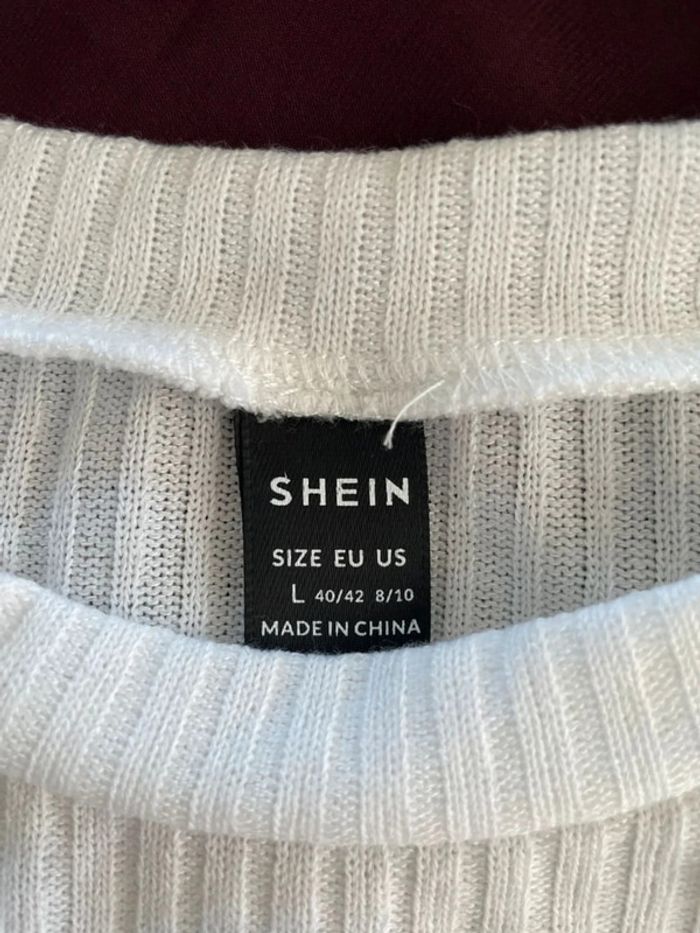 SHEIN
SIZE EU US
L 40/42 8/10
MADE IN CHINA